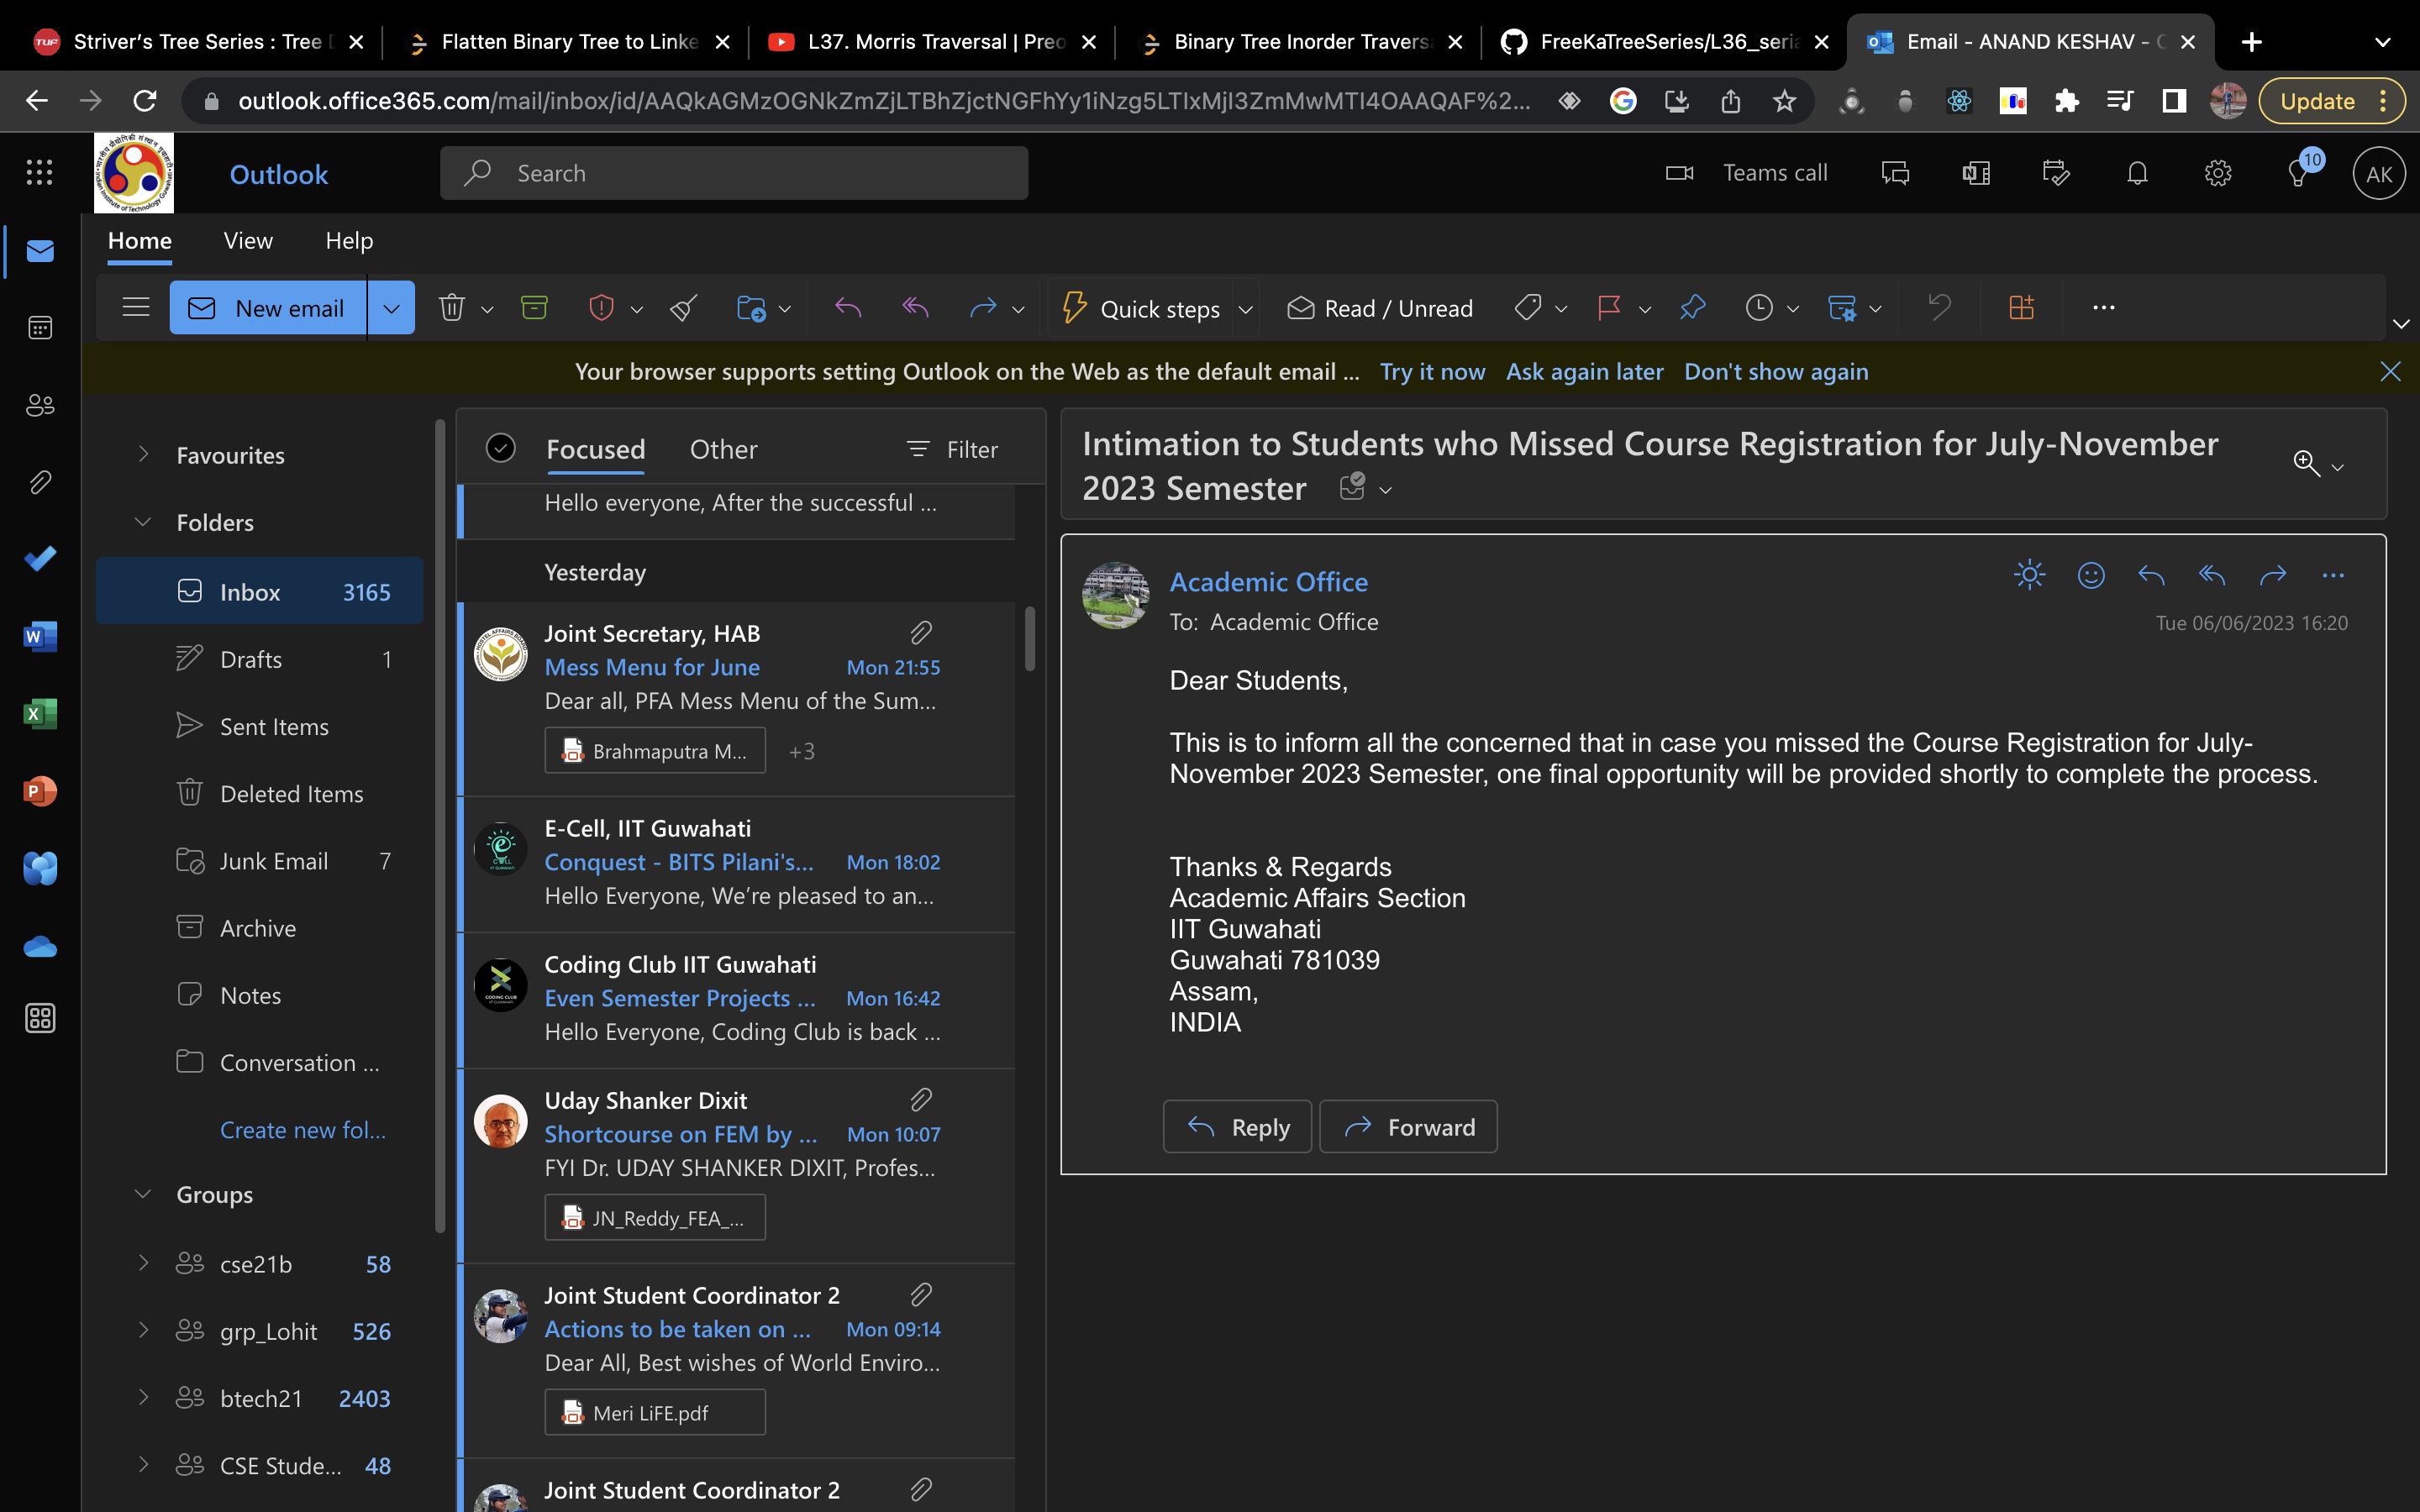 Striver's Tree Series : Tree
Flatten Binary Tree to Linke
L37. Morris Traversal | Preo
Binary Tree Inorder Travers
FreeKaTreeSeries/L36_seria
Email - ANAND KESHAV -
outlook.office365.com/mail/inbox/id/AAQkAGMzOGNkZmZjLTBhZjctNGFhYy1iNzg5LTIxMjI3ZmMwMTI4OAAQAF%2...
Update
Outlook
Search
Teams call
10
AK
Home View Help
New email
Quick steps
Read / Unread
Your browser supports setting Outlook on the Web as the default email ... Try it now Ask again later Don't show again
Favourites
Folders
Inbox 3165
Drafts 1
Sent Items
Deleted Items
Junk Email 7
Archive
Notes
Conversation ...
Create new fol...
Groups
cse21b 58
grp_Lohit 526
btech21 2403
CSE Stude... 48
Focused Other Filter
Hello everyone, After the successful ...
Yesterday
Joint Secretary, HAB
Mess Menu for June Mon 21:55
Dear all, PFA Mess Menu of the Sum...
Brahmaputra M... +3
E-Cell, IIT Guwahati
Conquest - BITS Pilani's... Mon 18:02
Hello Everyone, We're pleased to an...
Coding Club IIT Guwahati
Even Semester Projects ... Mon 16:42
Hello Everyone, Coding Club is back ...
Uday Shanker Dixit
Shortcourse on FEM by ... Mon 10:07
FYI Dr. UDAY SHANKER DIXIT, Profes...
JN_Reddy_FEA_...
Joint Student Coordinator 2
Actions to be taken on ... Mon 09:14
Dear All, Best wishes of World Enviro...
Meri LiFE.pdf
Joint Student Coordinator 2
Intimation to Students who Missed Course Registration for July-November
2023 Semester
Academic Office
To: Academic Office
Tue 06/06/2023 16:20
Dear Students,
This is to inform all the concerned that in case you missed the Course Registration for July-
November 2023 Semester, one final opportunity will be provided shortly to complete the process.
Thanks & Regards
Academic Affairs Section
IIT Guwahati
Guwahati 781039
Assam,
INDIA
Reply
Forward